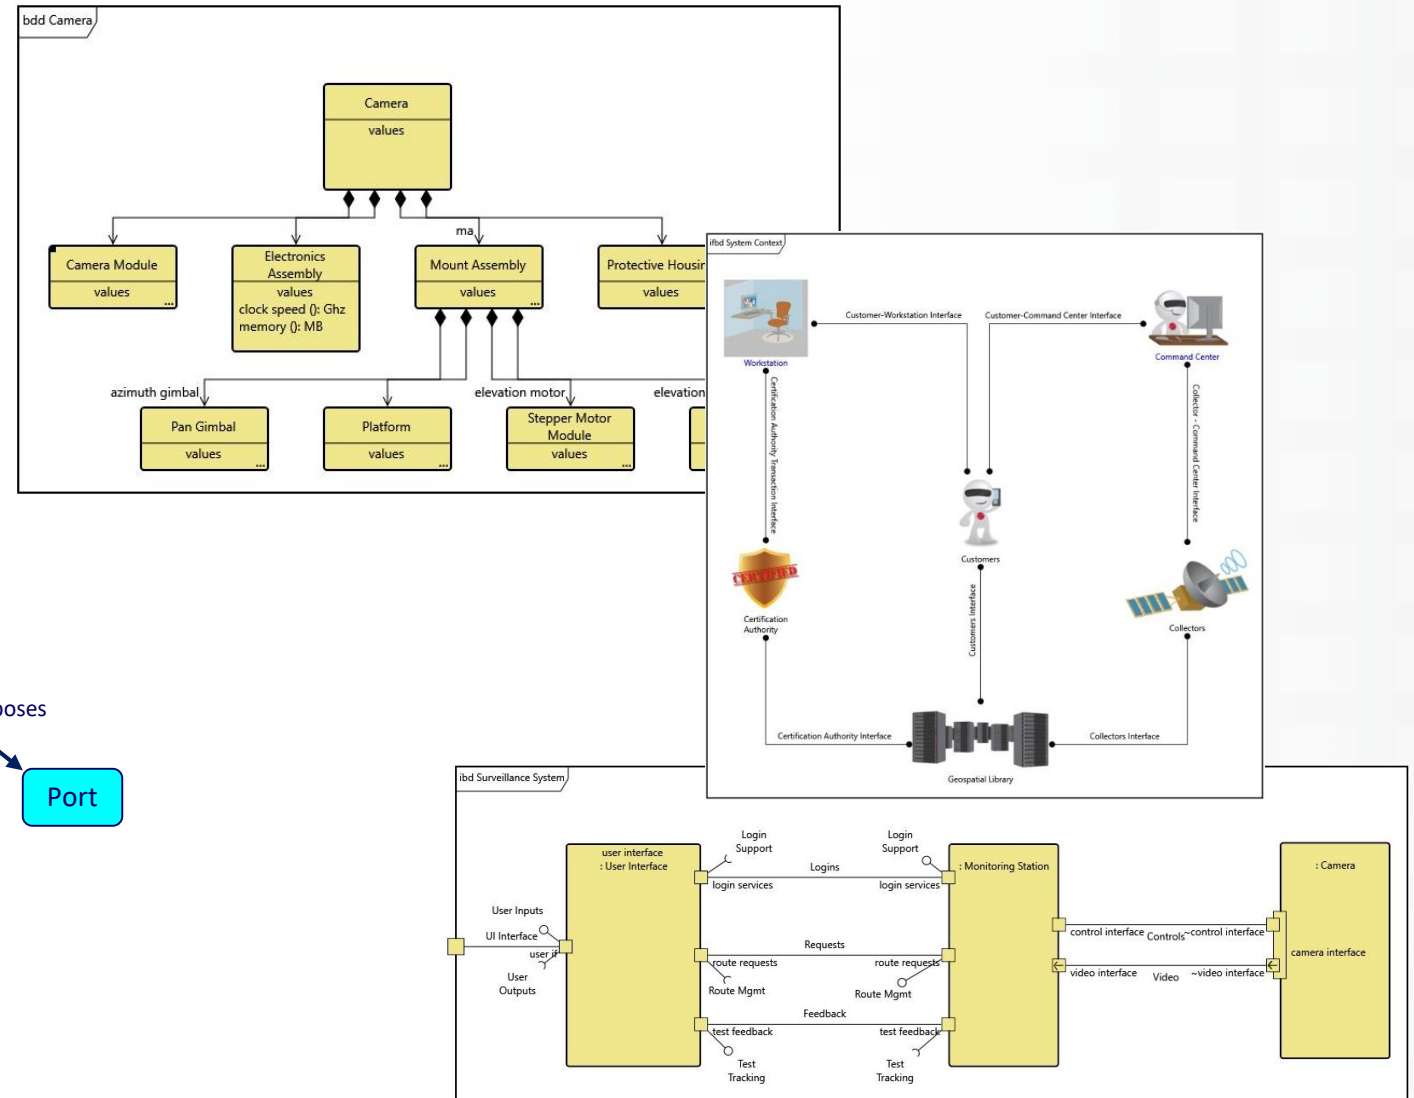 bdd Camera
Camera
values
ma
Camera Module
values
...
Electronics
Assembly
values
clock speed (): Ghz
memory (): MB
Mount Assembly
values
...
Protective
values
azimuth gimbal
elevation motor
elevation
Pan Gimbal
values
...
Platform
values
...
Stepper Motor
Module
values
...
ifbd System Context
Customer-Workstation Interface
Customer-Command Center Interface
Workstation
Command Center
Certification Authority Transaction Interface
Collector - Command Center Interface
CERTIFIED
Customers
Certification
Authority
Customers Interface
Collectors
Certification Authority Interface
Collectors Interface
Geospatial Library
Port
ibd Surveillance System
user interface
: User Interface
Login
Support
Logins
Login
Support
login services
login services
: Monitoring Station
: Camera
User Inputs
UI Interface
user if
User
Outputs
Requests
route requests
route requests
Route Mgmt
Route Mgmt
control interface
Controls
~control interface
camera interface
video interface
Video
~video interface
Feedback
test feedback
test feedback
Test
Tracking
Test
Tracking